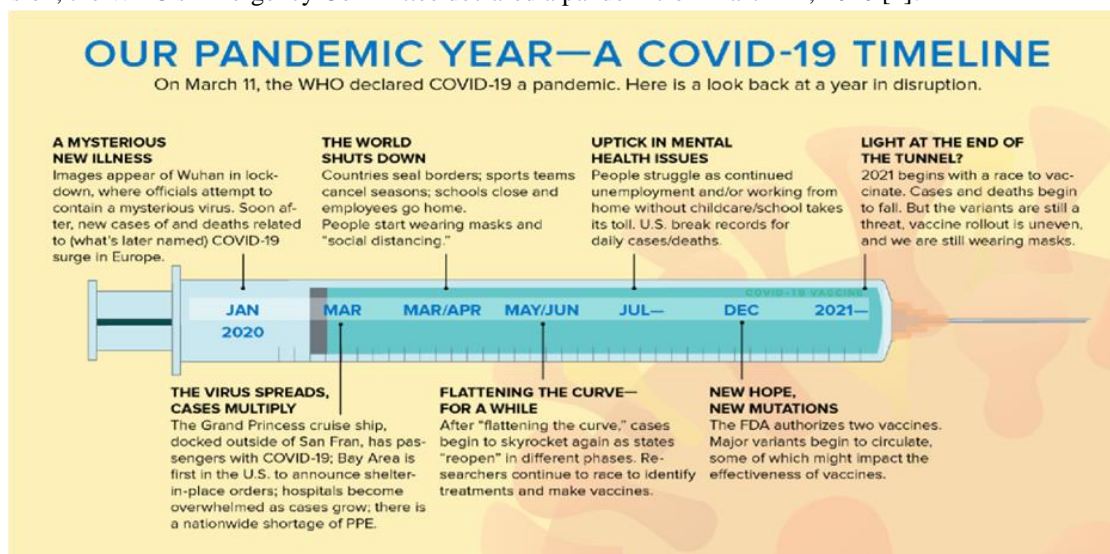 OUR PANDEMIC YEAR—A COVID-19 TIMELINE
On March 11, the WHO declared COVID-19 a pandemic. Here is a look back at a year in disruption.
A MYSTERIOUS
NEW ILLNESS
Images appear of Wuhan in lock-
down, where officials attempt to
contain a mysterious virus. Soon af-
ter, new cases of and deaths related
to (what's later named) COVID-19
surge in Europe.
THE WORLD
SHUTS DOWN
Countries seal borders; sports teams
cancel seasons; schools close and
employees go home.
People start wearing masks and
"social distancing."
UPTICK IN MENTAL
HEALTH ISSUES
People struggle as continued
unemployment and/or working from
home without childcare/school takes
its toll. U.S. break records for
daily cases/deaths.
LIGHT AT THE END OF
THE TUNNEL?
2021 begins with a race to vac-
cinate. Cases and deaths begin
to fall. But the variants are still a
threat, vaccine rollout is uneven,
and we are still wearing masks.
COVID-19 VACCINE
JAN MAR MAR/APR MAY/JUN JUL— DEC 2021—
2020
THE VIRUS SPREADS,
CASES MULTIPLY
The Grand Princess cruise ship,
docked outside of San Fran, has pas-
sengers with COVID-19; Bay Area is
first in the U.S. to announce shelter-
in-place orders; hospitals become
overwhelmed as cases grow; there is
a nationwide shortage of PPE.
FLATTENING THE CURVE—
FOR A WHILE
After "flattening the curve," cases
begin to skyrocket again as states
"reopen" in different phases. Re-
searchers continue to race to identify
treatments and make vaccines.
NEW HOPE,
NEW MUTATIONS
The FDA authorizes two vaccines.
Major variants begin to circulate,
some of which might impact the
effectiveness of vaccines.